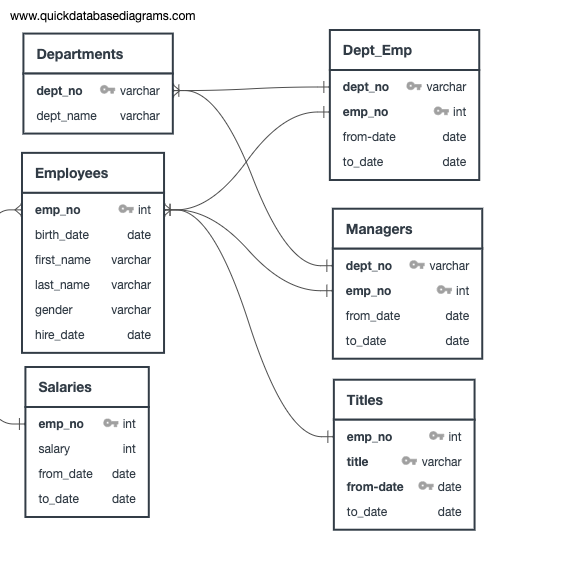 www.quickdatabasediagrams.com
Departments
dept_no varchar
dept_name varchar
Employees
emp_no int
birth_date date
first_name varchar
last_name varchar
gender varchar
hire_date date
Salaries
emp_no int
salary int
from_date date
to_date date
Dept_Emp
dept_no varchar
emp_no int
from-date date
to_date date
Managers
dept_no varchar
emp_no int
from_date date
to_date date
Titles
emp_no int
title varchar
from-date date
to_date date